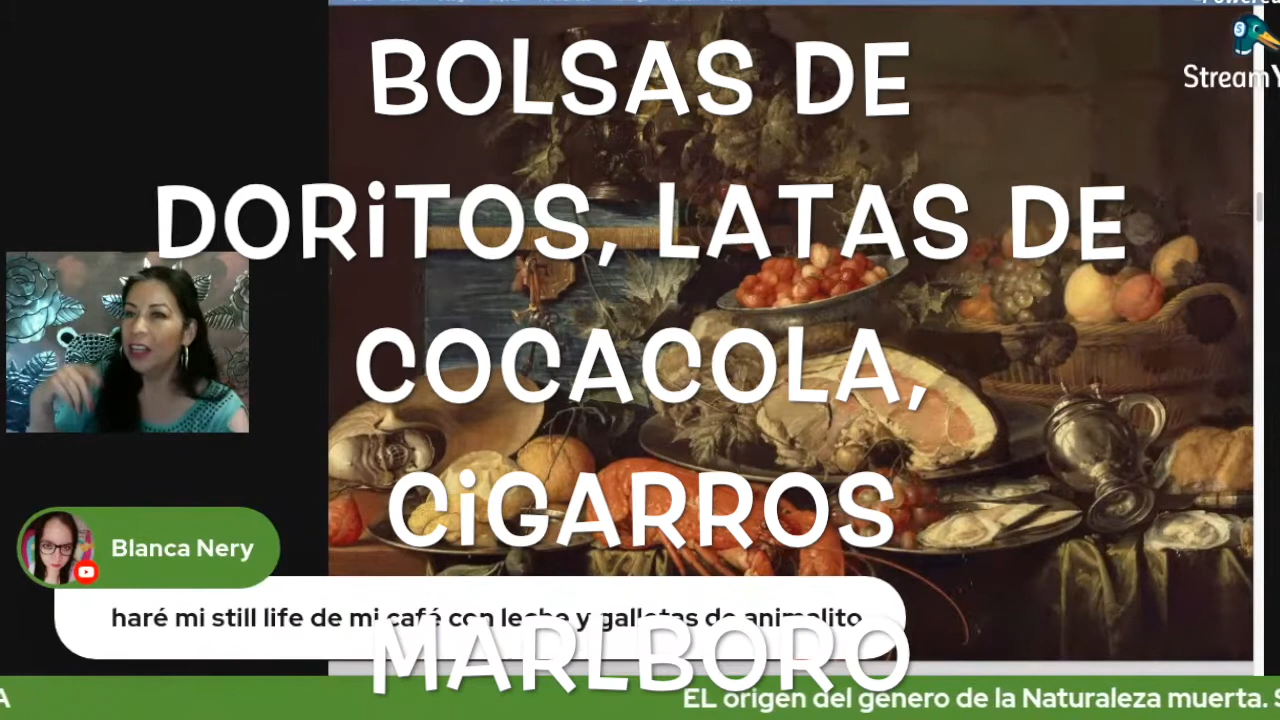 Powered
StreamY
BOLSAS DE
DORiTOS, LATAS DE
COCACOLA,
CiGARROS
MARLBORO
Blanca Nery
haré mi still life de mi café con leche y galletas de animalito
A
EL origen del genero de la Naturaleza muerta. S